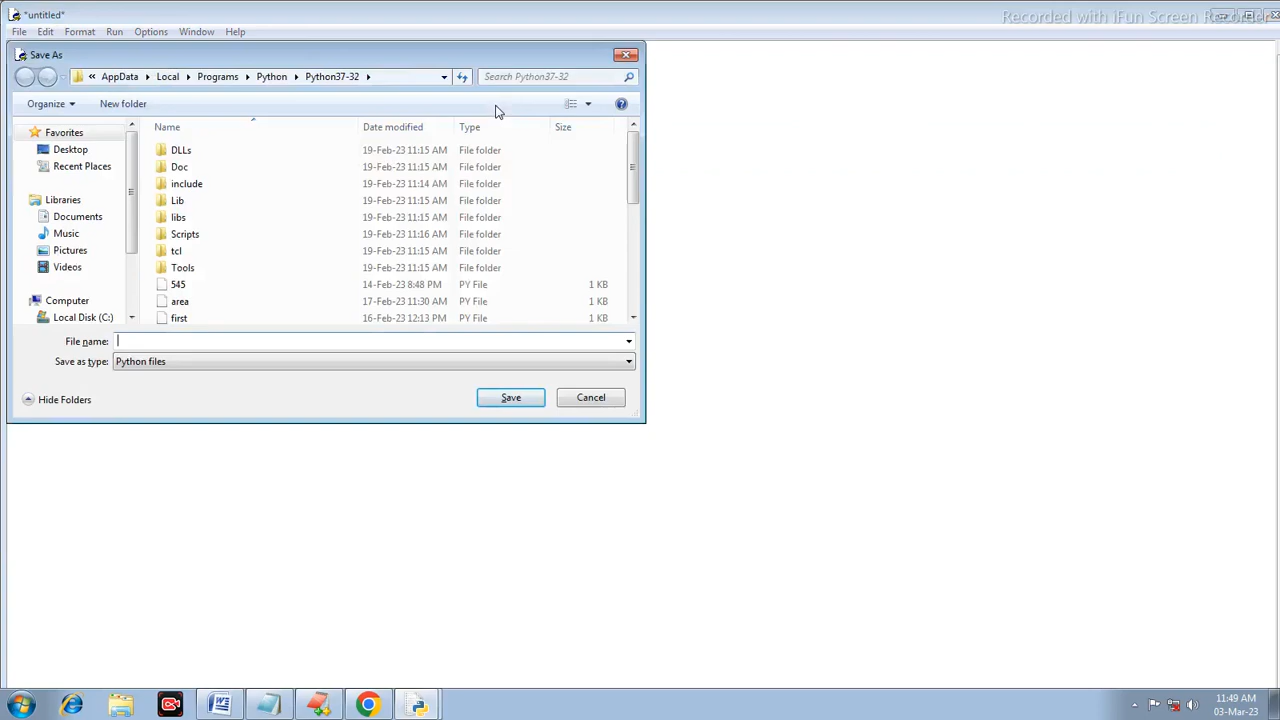 *untitled*
Recorded with iFun Screen Recorder
File Edit Format Run Options Window Help
Save As
« AppData Local Programs Python Python37-32 Search Python37-32
Organize New folder
Name Date modified Type Size
Favorites
Desktop
Recent Places
Libraries
Documents
Music
Pictures
Videos
Computer
Local Disk (C:)
DLLs 19-Feb-23 11:15 AM File folder
Doc 19-Feb-23 11:15 AM File folder
include 19-Feb-23 11:14 AM File folder
Lib 19-Feb-23 11:15 AM File folder
libs 19-Feb-23 11:15 AM File folder
Scripts 19-Feb-23 11:16 AM File folder
tcl 19-Feb-23 11:15 AM File folder
Tools 19-Feb-23 11:15 AM File folder
545 14-Feb-23 8:48 PM PY File 1 KB
area 17-Feb-23 11:30 AM PY File 1 KB
first 16-Feb-23 12:13 PM PY File 1 KB
File name:
Save as type: Python files
Hide Folders Save Cancel
11:49 AM
03-Mar-23